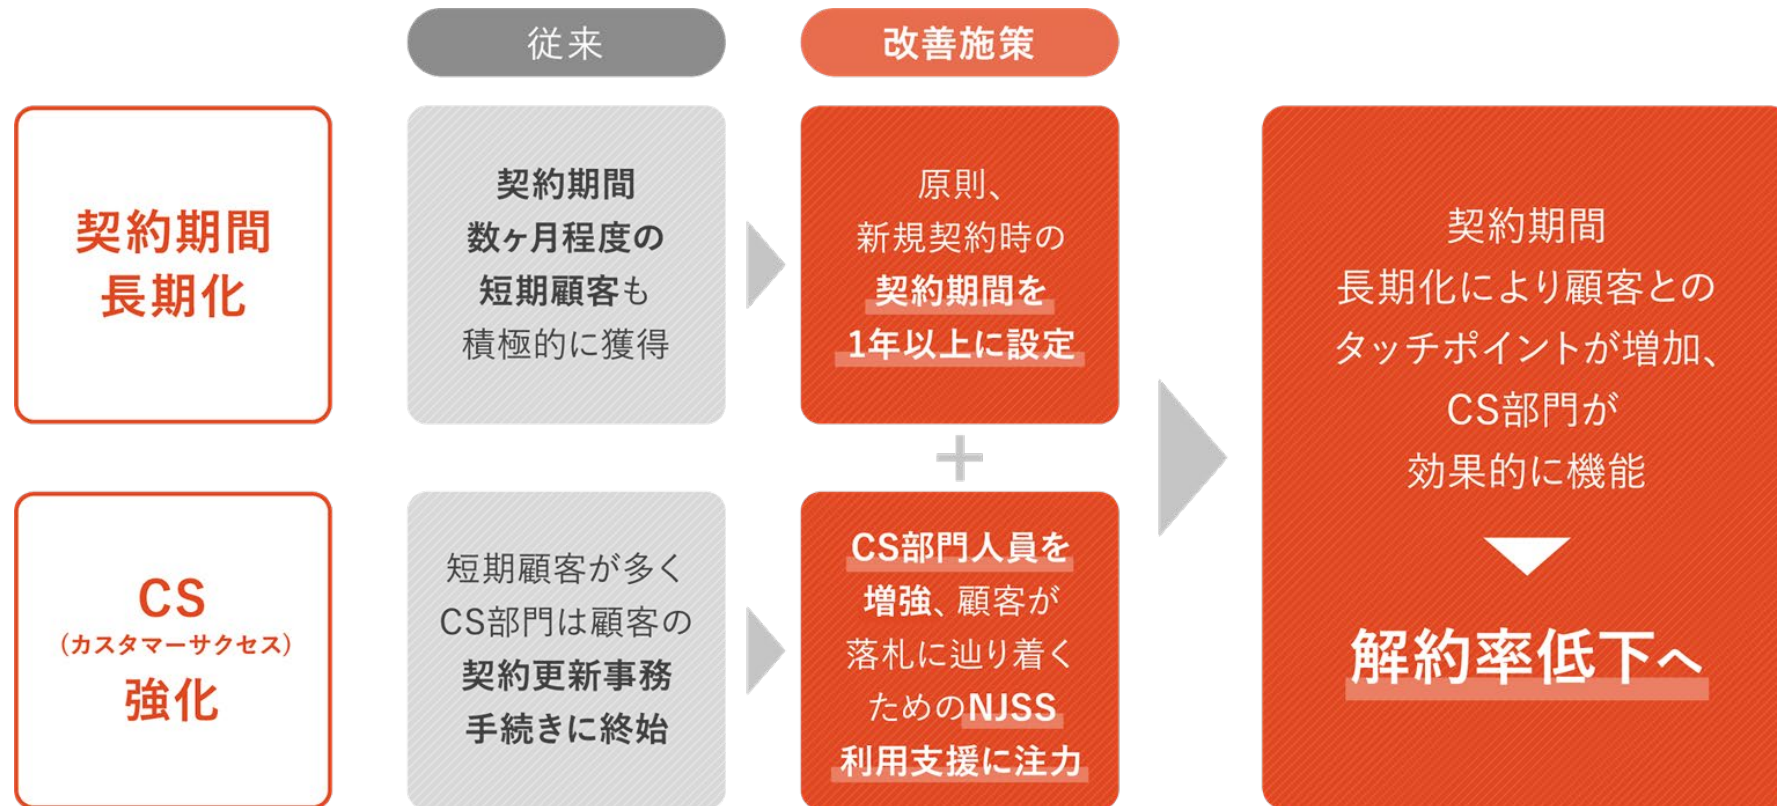 従来
改善施策
契約期間
長期化
契約期間
数ヶ月程度の
短期顧客も
積極的に獲得
原則、
新規契約時の
契約期間を
1年以上に設定
+
CS
(カスタマーサクセス)
強化
短期顧客が多く
CS部門は顧客の
契約更新事務
手続きに終始
CS部門人員を
増強、顧客が
落札に辿り着く
ためのNJSS
利用支援に注力
契約期間
長期化により顧客との
タッチポイントが増加、
CS部門が
効果的に機能
解約率低下へ